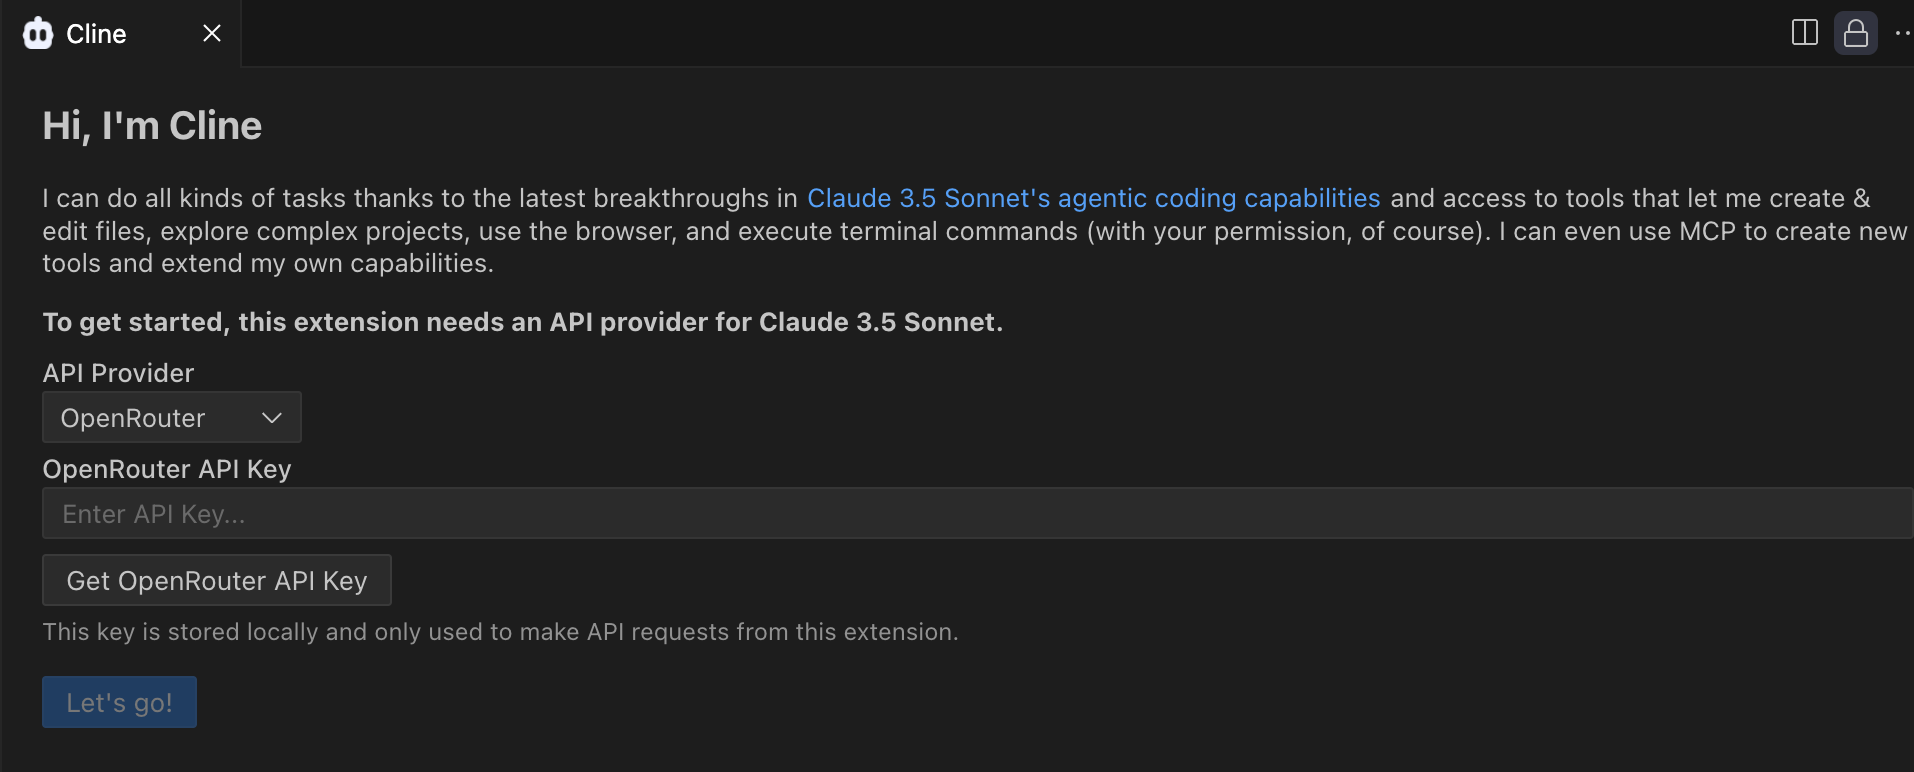 Cline
Hi, I'm Cline
I can do all kinds of tasks thanks to the latest breakthroughs in Claude 3.5 Sonnet's agentic coding capabilities and access to tools that let me create &
edit files, explore complex projects, use the browser, and execute terminal commands (with your permission, of course). I can even use MCP to create new
tools and extend my own capabilities.
To get started, this extension needs an API provider for Claude 3.5 Sonnet.
API Provider
OpenRouter
OpenRouter API Key
Enter API Key...
Get OpenRouter API Key
This key is stored locally and only used to make API requests from this extension.
Let's go!